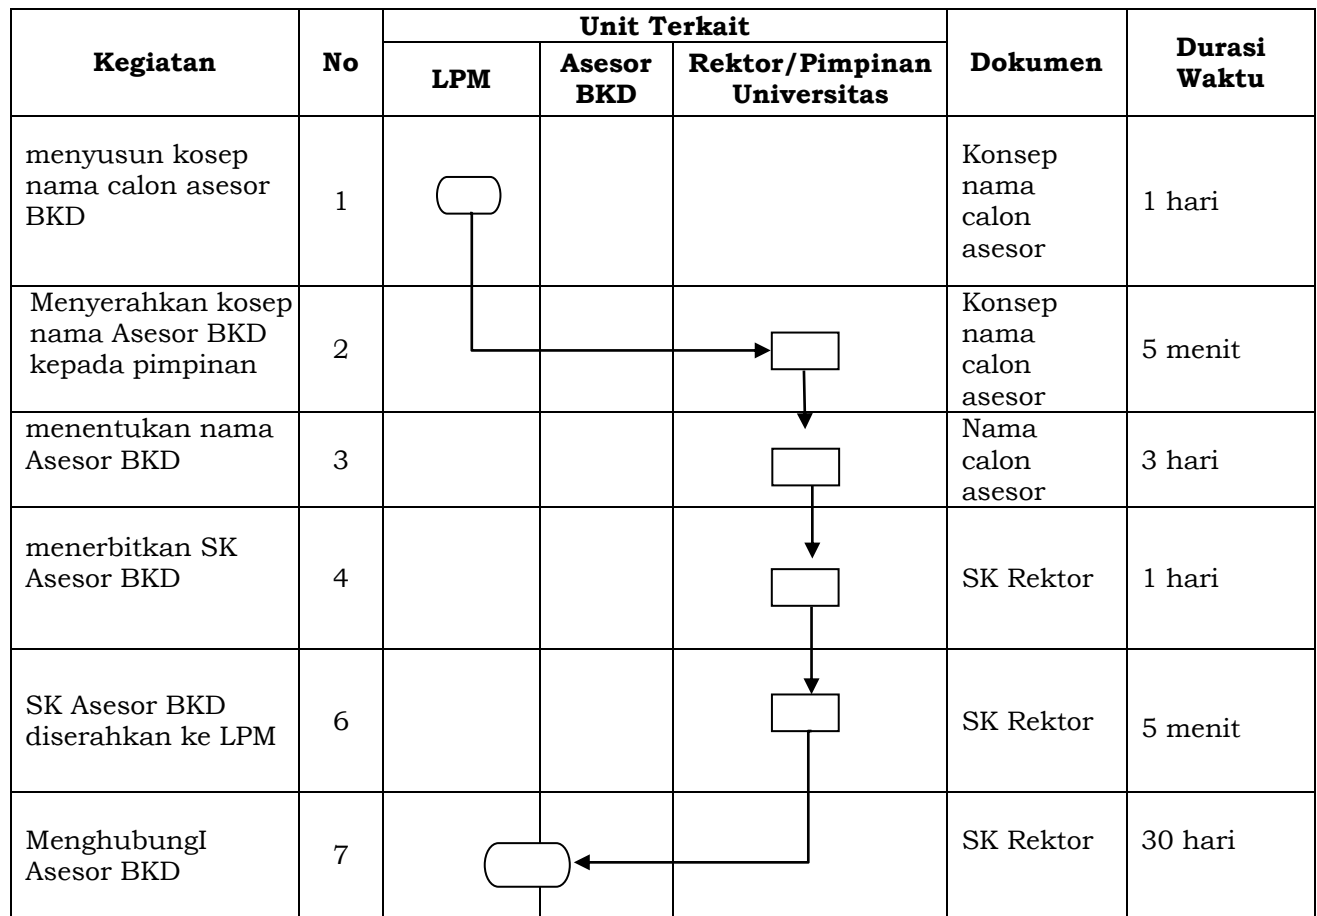 Kegiatan
No
Unit Terkait
LPM
Asesor
BKD
Rektor/Pimpinan
Universitas
Dokumen
Durasi
Waktu
menyusun kosep
nama calon asesor
BKD
1
Konsep
nama
calon
asesor
1 hari
Menyerahkan kosep
nama Asesor BKD
kepada pimpinan
2
Konsep
nama
calon
asesor
5 menit
menentukan nama
Asesor BKD
3
Nama
calon
asesor
3 hari
menerbitkan SK
Asesor BKD
4
SK Rektor
1 hari
SK Asesor BKD
diserahkan ke LPM
6
SK Rektor
5 menit
MenghubungI
Asesor BKD
7
SK Rektor
30 hari